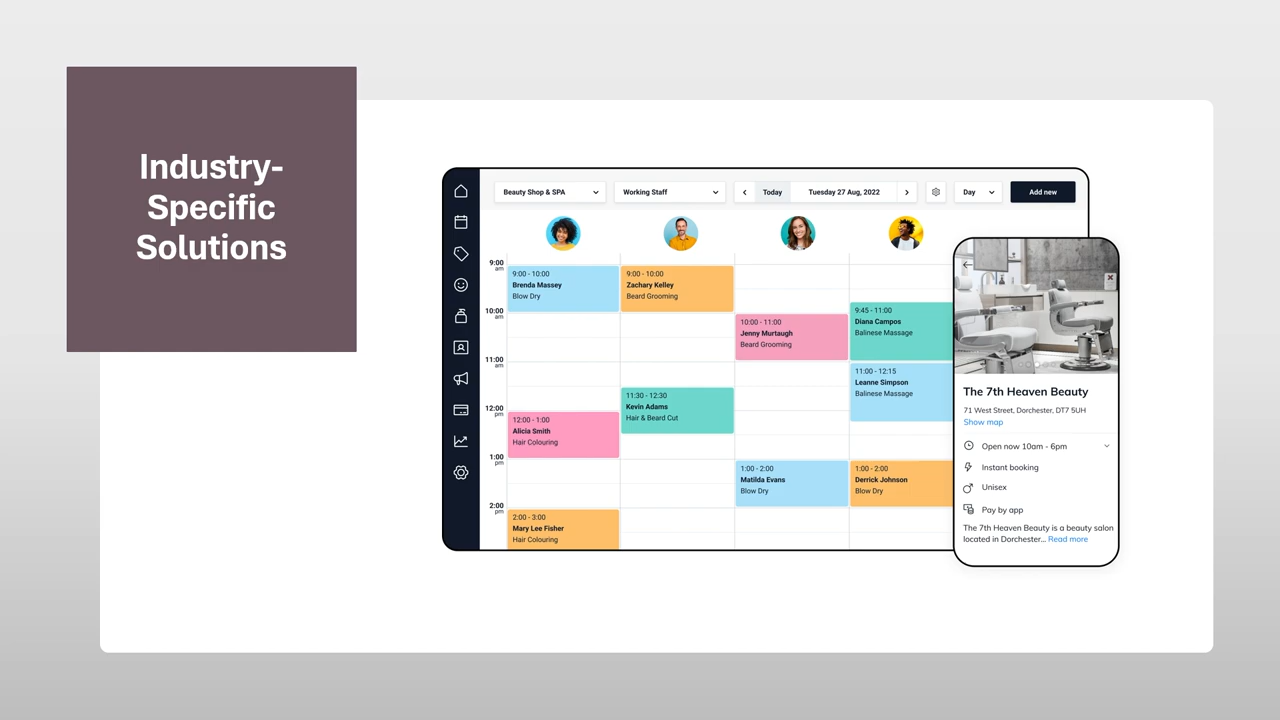 Industry-
Specific
Solutions
Beauty Shop & SPA
Working Staff
Today
Tuesday 27 Aug, 2022
Day
Add new
9:00
am
10:00
am
11:00
am
12:00
pm
1:00
pm
2:00
pm
9:00 - 10:00
Brenda Massey
Blow Dry
12:00 - 1:00
Alicia Smith
Hair Colouring
2:00 - 3:00
Mary Lee Fisher
Hair Colouring
9:00 - 10:00
Zachary Kelley
Beard Grooming
11:30 - 12:30
Kevin Adams
Hair & Beard Cut
10:00 - 11:00
Jenny Murtaugh
Beard Grooming
1:00 - 2:00
Matilda Evans
Blow Dry
9:45 - 11:00
Diana Campos
Balinese Massage
11:00 - 12:15
Leanne Simpson
Balinese Massage
1:00 - 2:00
Derrick Johnson
Blow Dry
The 7th Heaven Beauty
71 West Street, Dorchester, DT7 5UH
Show map
Open now 10am - 6pm
Instant booking
Unisex
Pay by app
The 7th Heaven Beauty is a beauty salon
located in Dorchester... Read more